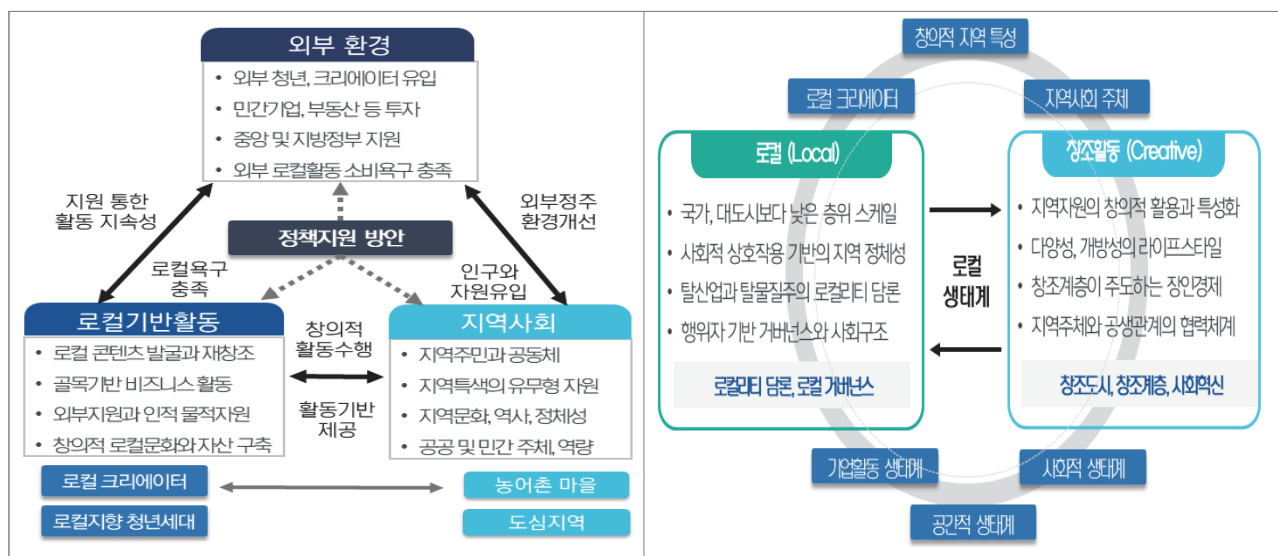 외부 환경
• 외부 청년, 크리에이터 유입
• 민간기업, 부동산 등 투자
• 중앙 및 지방정부 지원
• 외부 로컬활동 소비욕구 충족
지원 통한
활동 지속성
외부정주
환경개선
정책지원 방안
로컬욕구
충족
인구와
자원유입
로컬기반활동
• 로컬 콘텐츠 발굴과 재창조
• 골목기반 비즈니스 활동
• 외부지원과 인적 물적자원
• 창의적 로컬문화와 자산 구축
창의적
활동수행
활동기반
제공
지역사회
• 지역주민과 공동체
• 지역특색의 유무형 자원
• 지역문화, 역사, 정체성
• 공공 및 민간 주체, 역량
로컬 크리에이터
농어촌 마을
로컬지향 청년세대
도심지역
창의적 지역 특성
로컬 크리에이터
지역사회 주체
로컬 (Local)
• 국가, 대도시보다 낮은 층위 스케일
• 사회적 상호작용 기반의 지역 정체성
• 탈산업과 탈물질주의 로컬리티 담론
• 행위자 기반 거버넌스와 사회구조
로컬리티 담론, 로컬 거버넌스
로컬
생태계
창조활동 (Creative)
• 지역자원의 창의적 활용과 특성화
• 다양성, 개방성의 라이프스타일
• 창조계층이 주도하는 장인경제
• 지역주체와 공생관계의 협력체계
창조도시, 창조계층, 사회혁신
기업활동 생태계
사회적 생태계
공간적 생태계